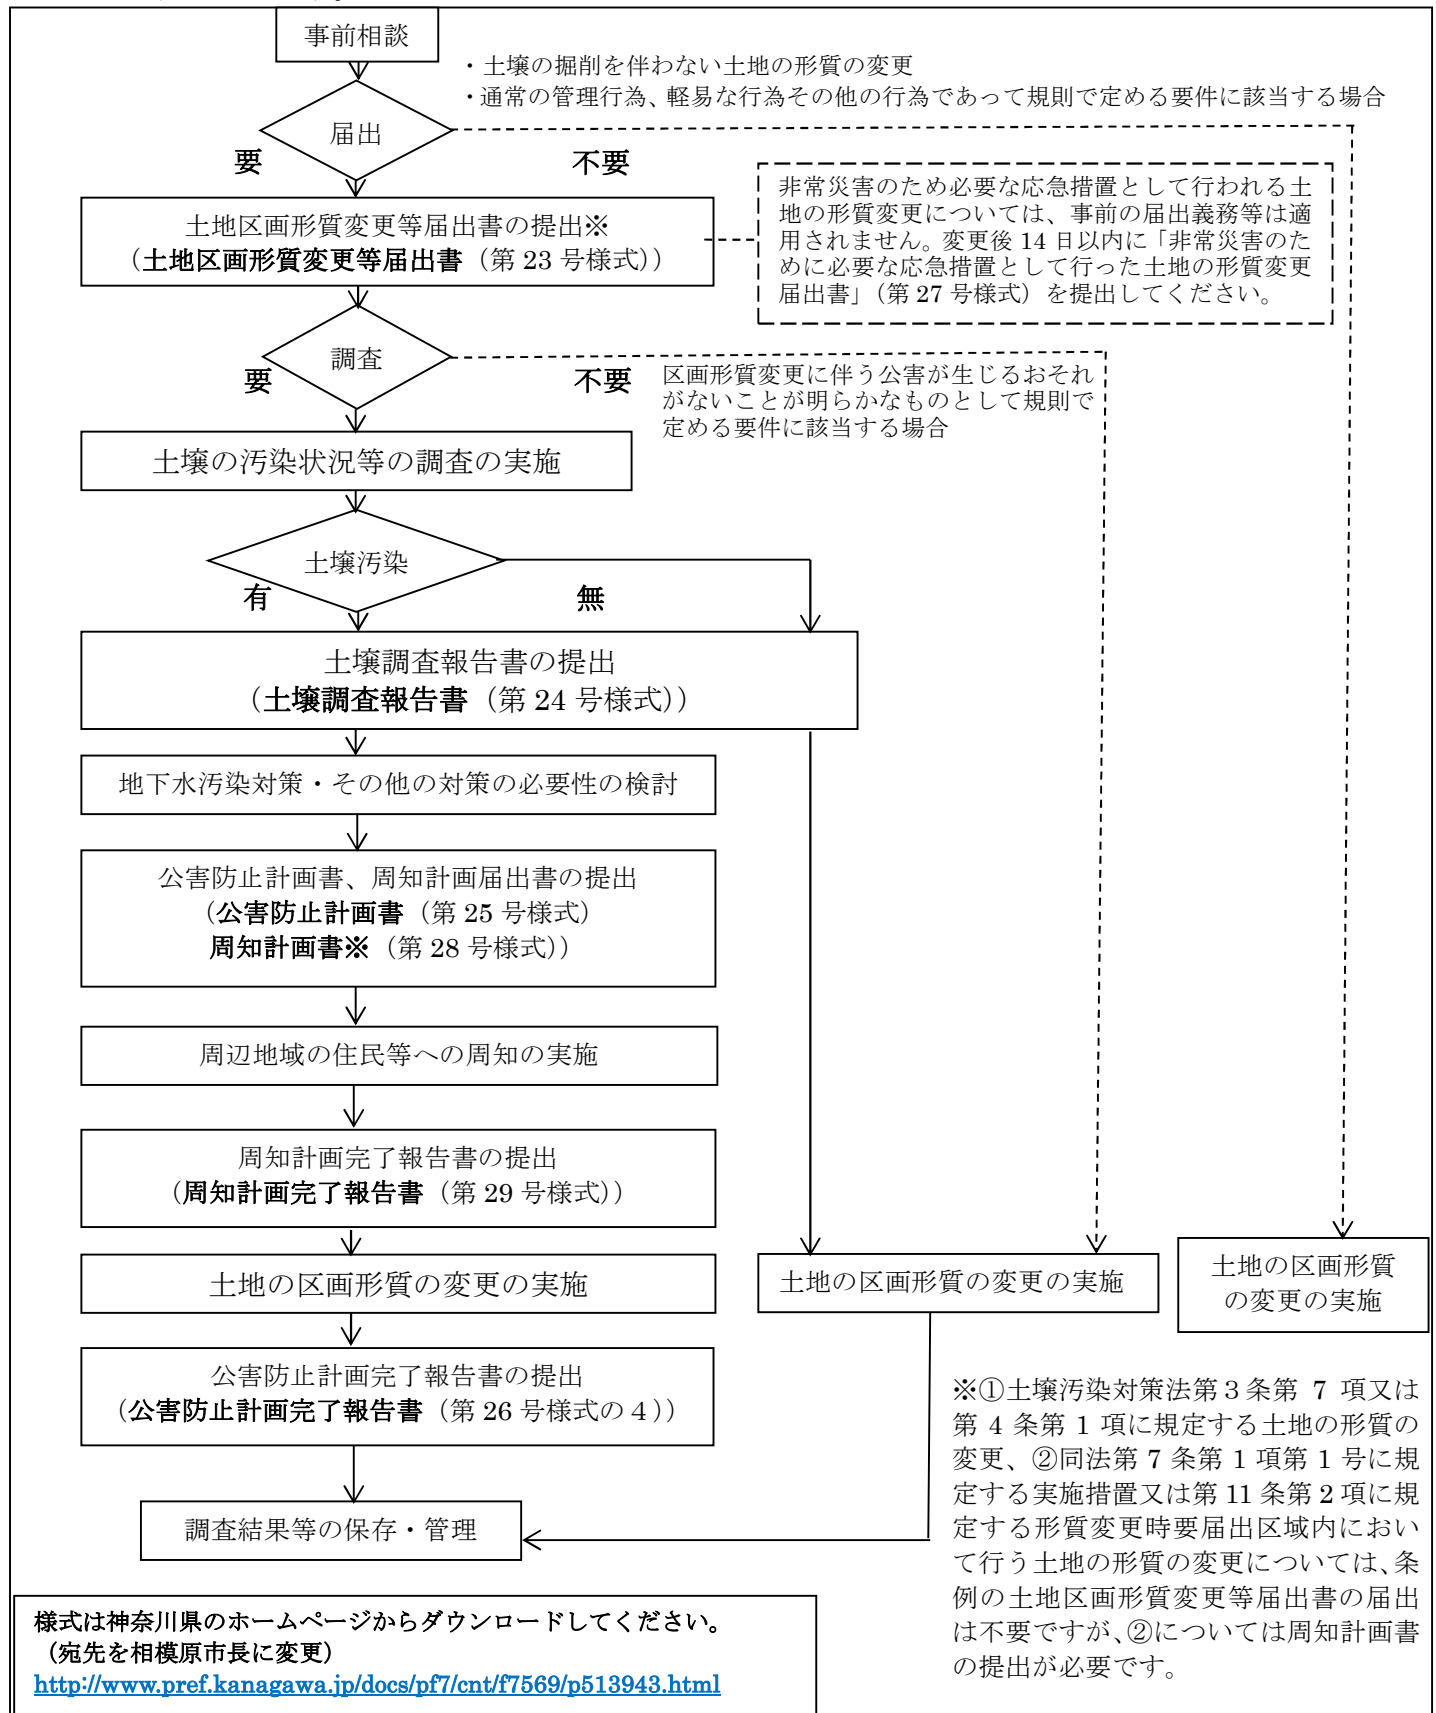 事前相談
・土壌の掘削を伴わない土地の形質の変更
・通常の管理行為、軽易な行為その他の行為であって規則で定める要件に該当する場合
届出
要
不要
土地区画形質変更等届出書の提出※
（土地区画形質変更等届出書（第 23 号様式））
非常災害のため必要な応急措置として行われる土
地の形質変更については、事前の届出義務等は適
用されません。変更後 14 日以内に「非常災害のた
めに必要な応急措置として行った土地の形質変更
届出書」（第 27 号様式）を提出してください。
調査
要
不要
区画形質変更に伴う公害が生じるおそれ
がないことが明らかなものとして規則で
定める要件に該当する場合
土壌の汚染状況等の調査の実施
土壌汚染
有
無
土壌調査報告書の提出
（土壌調査報告書（第 24 号様式））
地下水汚染対策・その他の対策の必要性の検討
公害防止計画書、周知計画届出書の提出
（公害防止計画書（第 25 号様式）
周知計画書※（第 28 号様式））
周辺地域の住民等への周知の実施
周知計画完了報告書の提出
（周知計画完了報告書（第 29 号様式））
土地の区画形質の変更の実施
土地の区画形質の変更の実施
土地の区画形質
の変更の実施
公害防止計画完了報告書の提出
（公害防止計画完了報告書（第 26 号様式の４））
調査結果等の保存・管理
※①土壌汚染対策法第３条第 7 項又は
第 4 条第 1 項に規定する土地の形質の
変更、②同法第 7 条第 1 項第 1 号に規
定する実施措置又は第 11 条第 2 項に規
定する形質変更時要届出区域内におい
て行う土地の形質の変更については、条
例の土地区画形質変更等届出書の届出
は不要ですが、②については周知計画書
の提出が必要です。
様式は神奈川県のホームページからダウンロードしてください。
（宛先を相模原市長に変更）
http://www.pref.kanagawa.jp/docs/pf7/cnt/f7569/p513943.html